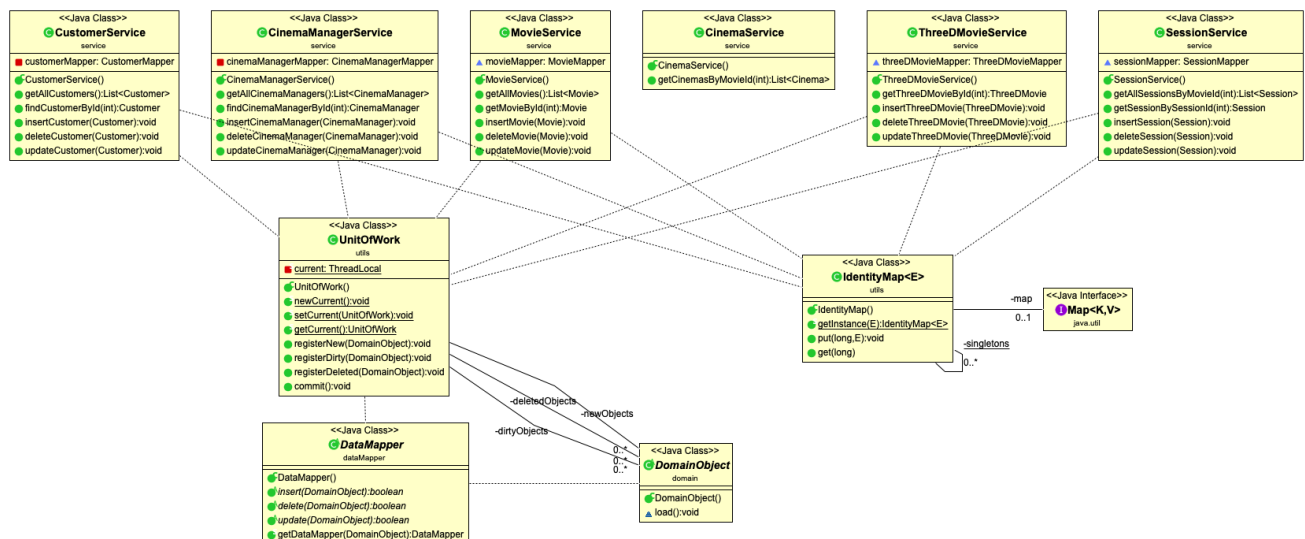 <<Java Class>>
CustomerService
service
customerMapper: CustomerMapper
CustomerService()
getAllCustomers():List<Customer>
findCustomerById(int):Customer
insertCustomer(Customer):void
deleteCustomer(Customer):void
updateCustomer(Customer):void
<<Java Class>>
CinemaManagerService
service
cinemaManagerMapper: CinemaManagerMapper
CinemaManagerService()
getAllCinemaManagers():List<CinemaManager>
findCinemaManagerById(int):CinemaManager
insertCinemaManager(CinemaManager):void
deleteCinemaManager(CinemaManager):void
updateCinemaManager(CinemaManager):void
<<Java Class>>
MovieService
service
movieMapper: MovieMapper
MovieService()
getAllMovies():List<Movie>
getMovieById(int):Movie
insertMovie(Movie):void
deleteMovie(Movie):void
updateMovie(Movie):void
<<Java Class>>
CinemaService
service
CinemaService()
getCinemasByMovieId(int):List<Cinema>
<<Java Class>>
ThreeDMovieService
service
threeDMovieMapper: ThreeDMovieMapper
ThreeDMovieService()
getThreeDMovieById(int):ThreeDMovie
insertThreeDMovie(ThreeDMovie):void
deleteThreeDMovie(ThreeDMovie):void
updateThreeDMovie(ThreeDMovie):void
<<Java Class>>
SessionService
service
sessionMapper: SessionMapper
SessionService()
getAllSessionsByMovieId(int):List<Session>
getSessionBySessionId(int):Session
insertSession(Session):void
deleteSession(Session):void
updateSession(Session):void
<<Java Class>>
UnitOfWork
utils
current: ThreadLocal
UnitOfWork()
newCurrent():void
setCurrent(UnitOfWork):void
getCurrent():UnitOfWork
registerNew(DomainObject):void
registerDirty(DomainObject):void
registerDeleted(DomainObject):void
commit():void
<<Java Class>>
IdentityMap<E>
utils
IdentityMap()
getInstance(E):IdentityMap<E>
put(long,E):void
get(long)
-map
0..1
<<Java Interface>>
Map<K,V>
java.util
-singletons
0..*
-deletedObjects
-newObjects
-dirtyObjects
0..*
0..*
0..*
<<Java Class>>
DataMapper
dataMapper
DataMapper()
insert(DomainObject):boolean
delete(DomainObject):boolean
update(DomainObject):boolean
getDataMapper(DomainObject):DataMapper
<<Java Class>>
DomainObject
domain
DomainObject()
load():void